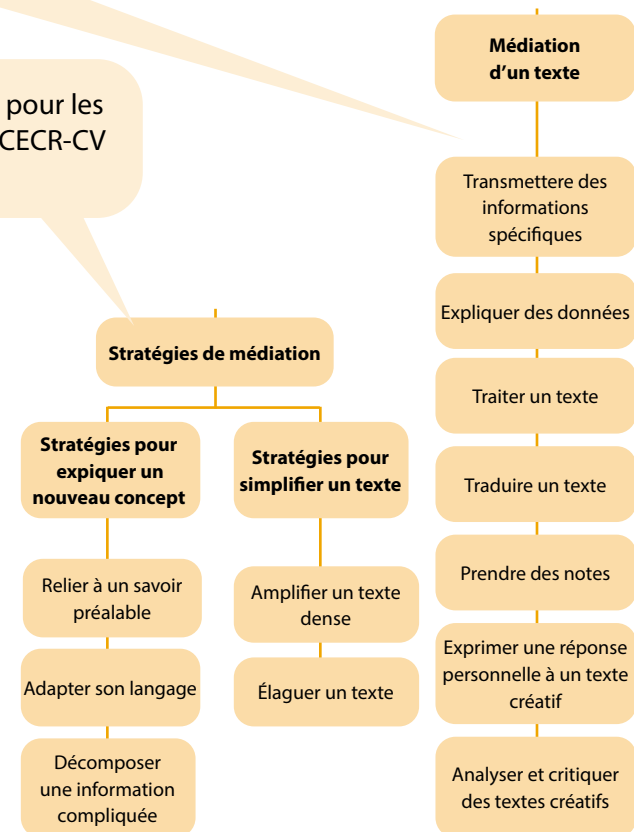 pour les
CECR-CV
Stratégies de médiation
Stratégies pour
expiquer un
nouveau concept
Relier à un savoir
préalable
Adapter son langage
Décomposer
une information
compliquée
Stratégies pour
simplifier un texte
Amplifier un texte
dense
Élaguer un texte
Médiation
d’un texte
Transmettere des
informations
spécifiques
Expliquer des données
Traiter un texte
Traduire un texte
Prendre des notes
Exprimer une réponse
personnelle à un texte
créatif
Analyser et critiquer
des textes créatifs